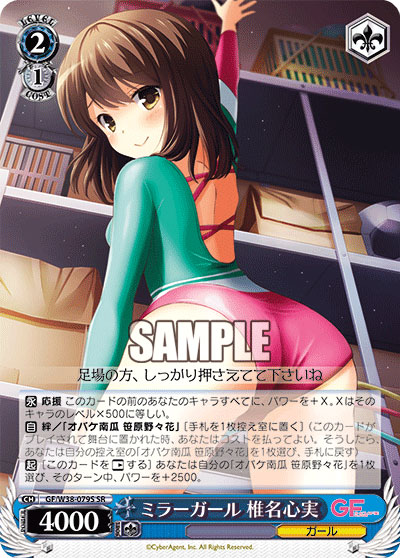 LEVEL
2
1
COST
SAMPLE
足場の方、しっかり押さえてて下さいね
永 応援 このカードの前のあなたのキャラすべてに、パワーを+X。Xはそのキャラのレベル×500に等しい。
自 絆／「オバケ南瓜 笹原野々花」［手札を1枚控え室に置く］（このカードがプレイされて舞台に置かれた時、あなたはコストを払ってよい。そうしたら、あなたは自分の控え室の「オバケ南瓜 笹原野々花」を1枚選び、手札に戻す）
自［このカードを する］ あなたは自分の「オバケ南瓜 笹原野々花」を1枚選び、そのターン中、パワーを+2500。
CH GF/W38-079S SR
4000
ミラーガール 椎名心実
GF
ガール
©CyberAgent, Inc. All Rights Reserved.